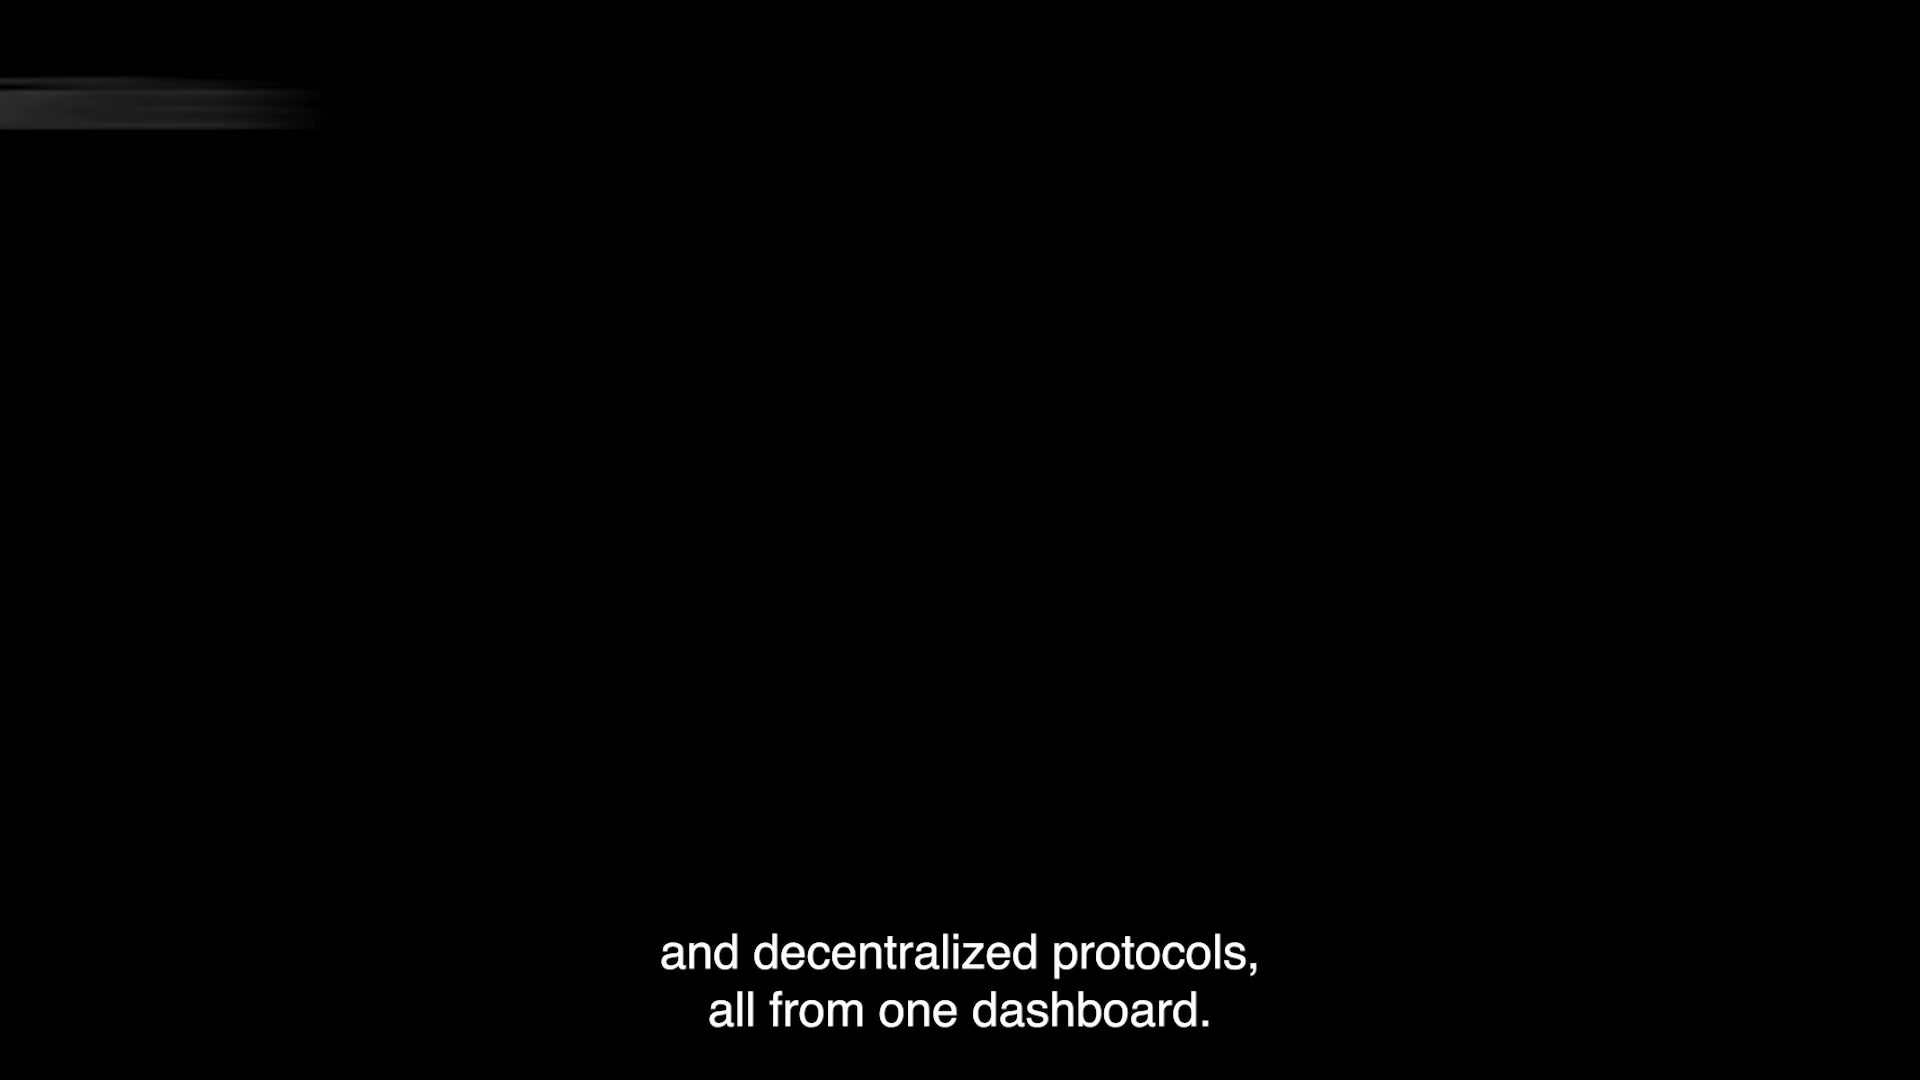 and decentralized protocols,
all from one dashboard.